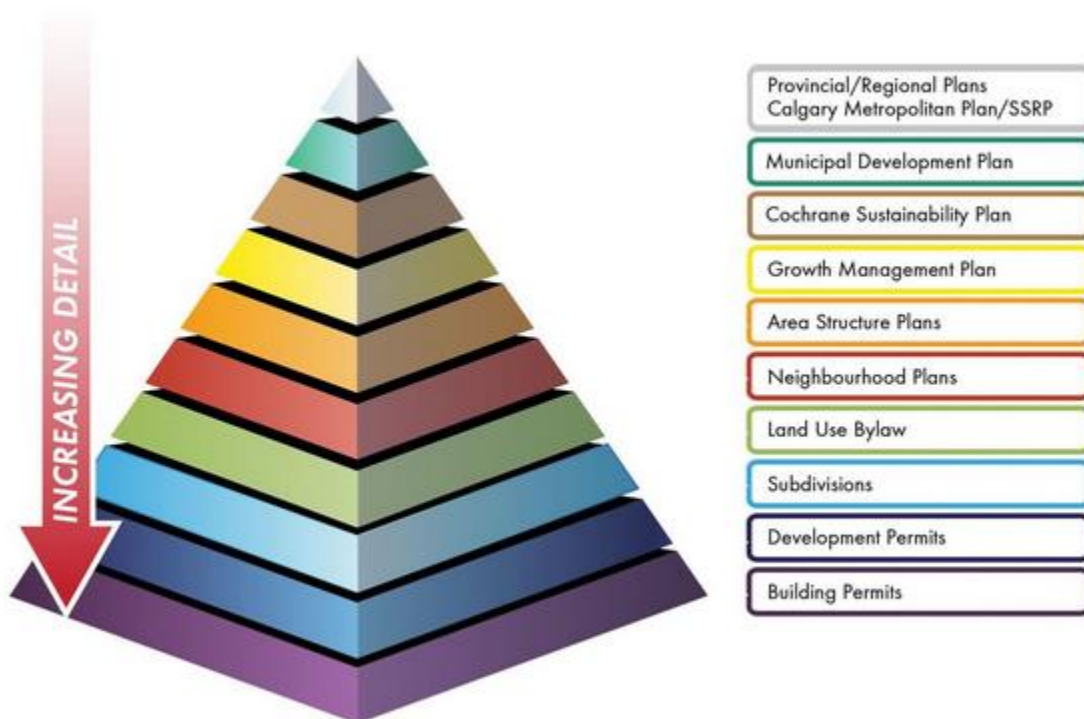 INCREASING DETAIL
Provincial/Regional Plans
Calgary Metropolitan Plan/SSRP
Municipal Development Plan
Cochrane Sustainability Plan
Growth Management Plan
Area Structure Plans
Neighbourhood Plans
Land Use Bylaw
Subdivisions
Development Permits
Building Permits